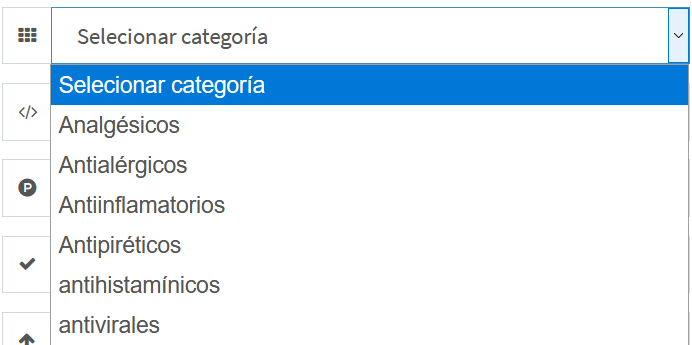 Selecionar categoría
Selecionar categoría
Analgésicos
Antialérgicos
Antiinflamatorios
Antipiréticos
antihistamínicos
antivirales